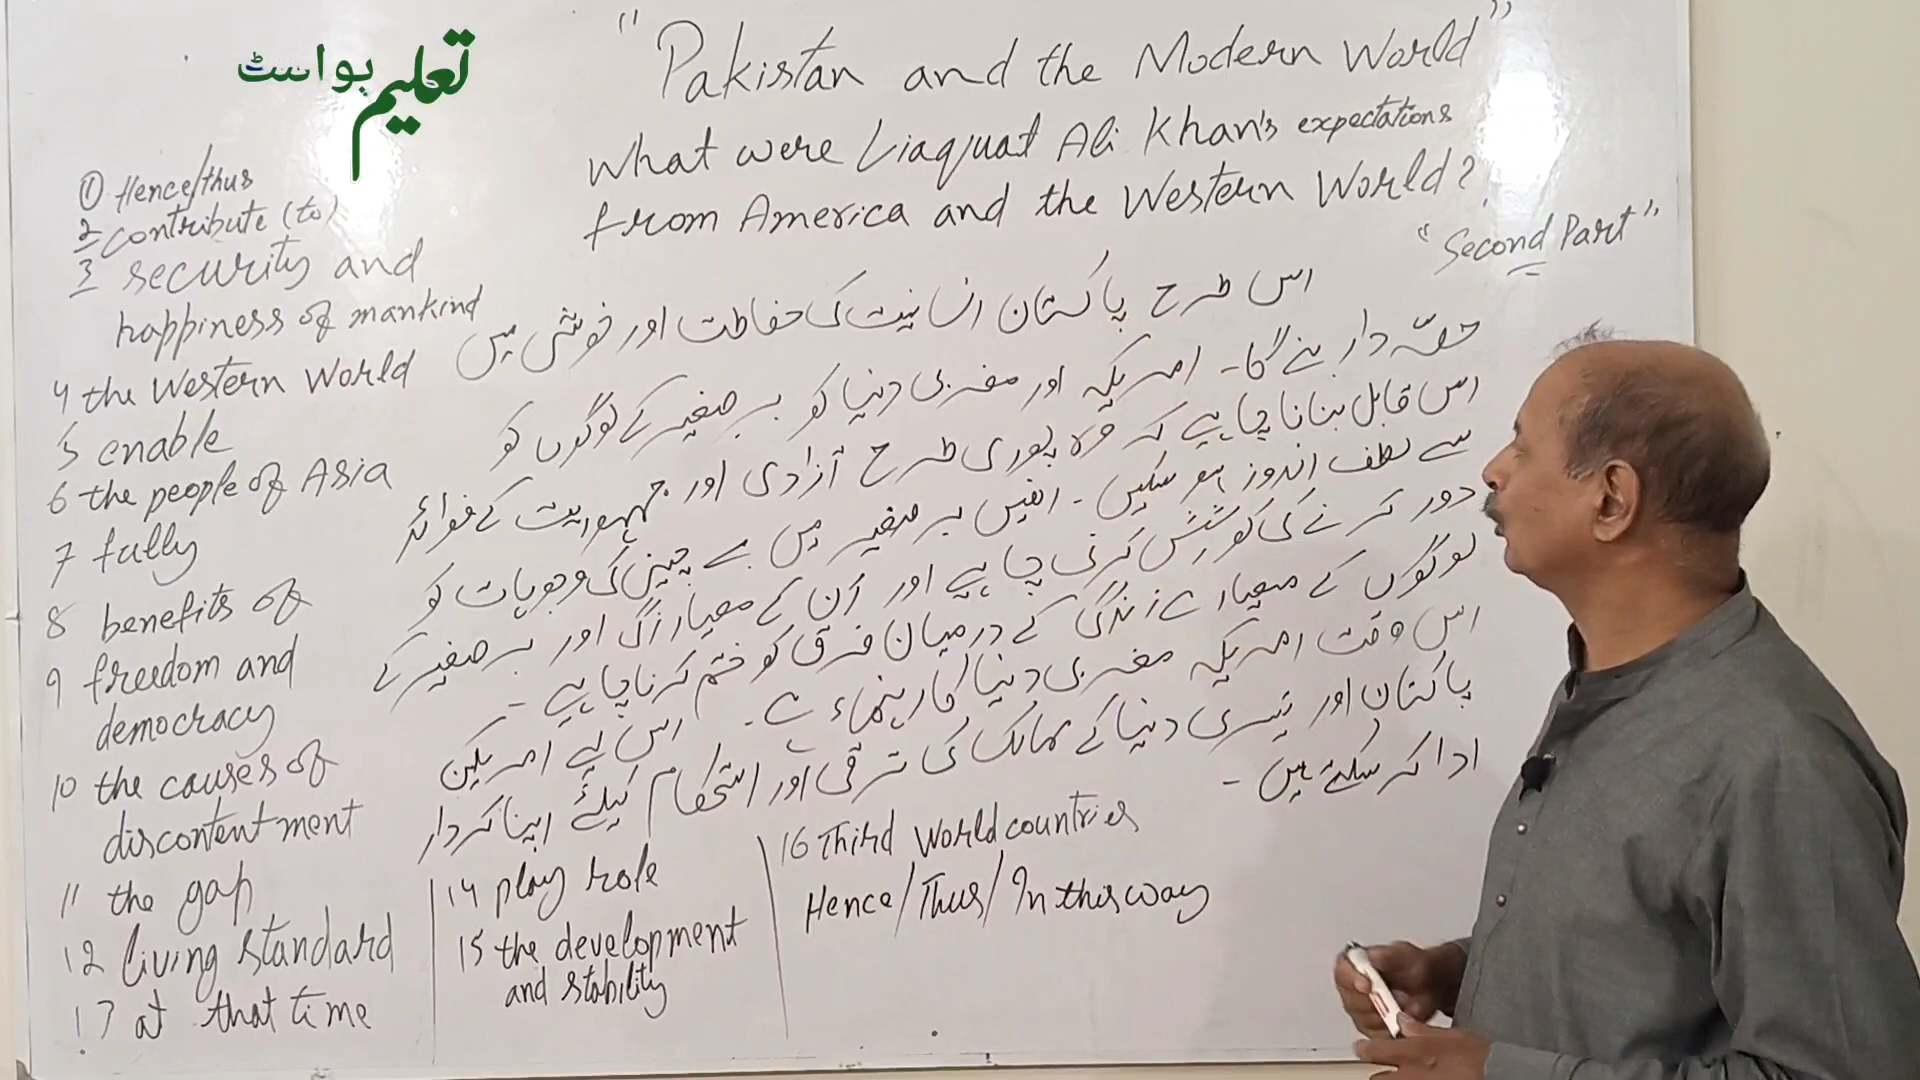 تعلیم پوائنٹ
"Pakistan and the Modern World"
What were Liaquat Ali Khan's expectations
from America and the Western World?
"Second Part"
① Hence/thus
2 contribute (to)
3 security and
happiness of mankind
4 the Western World
5 enable
6 the people of Asia
7 fully
8 benefits of
9 freedom and
democracy
10 the causes of
discontentment
11 the gap
12 living standard
13 at that time
اس طرح پاکستان انسانیت کی حفاظت اور خوشی میں
حصّہ دار بنے گا۔ امریکہ اور مغربی دنیا کو برصغیر کے لوگوں کو
اس قابل بنانا چاہیے کہ وہ پوری طرح آزادی اور جمہوریت کے فوائد
سے لطف اندوز ہو سکیں۔ انھیں برصغیر میں بے چینی کی وجوہات کو
دور کرنے کی کوشش کرنی چاہیے اور اُن کے معیار زندگی اور برصغیر کے
لوگوں کے معیارِ زندگی کے درمیان فرق کو ختم کرنا چاہیے۔
اس وقت امریکہ مغربی دنیا کا رہنماء ہے۔ اس لیے امریکن
پاکستان اور تیسری دنیا کے ممالک کی ترقی اور استحکام کیلئے اپنا کردار
ادا کر سکتے ہیں۔
14 play role
15 the development
and stability
16 Third World countries
Hence/Thus/In this way